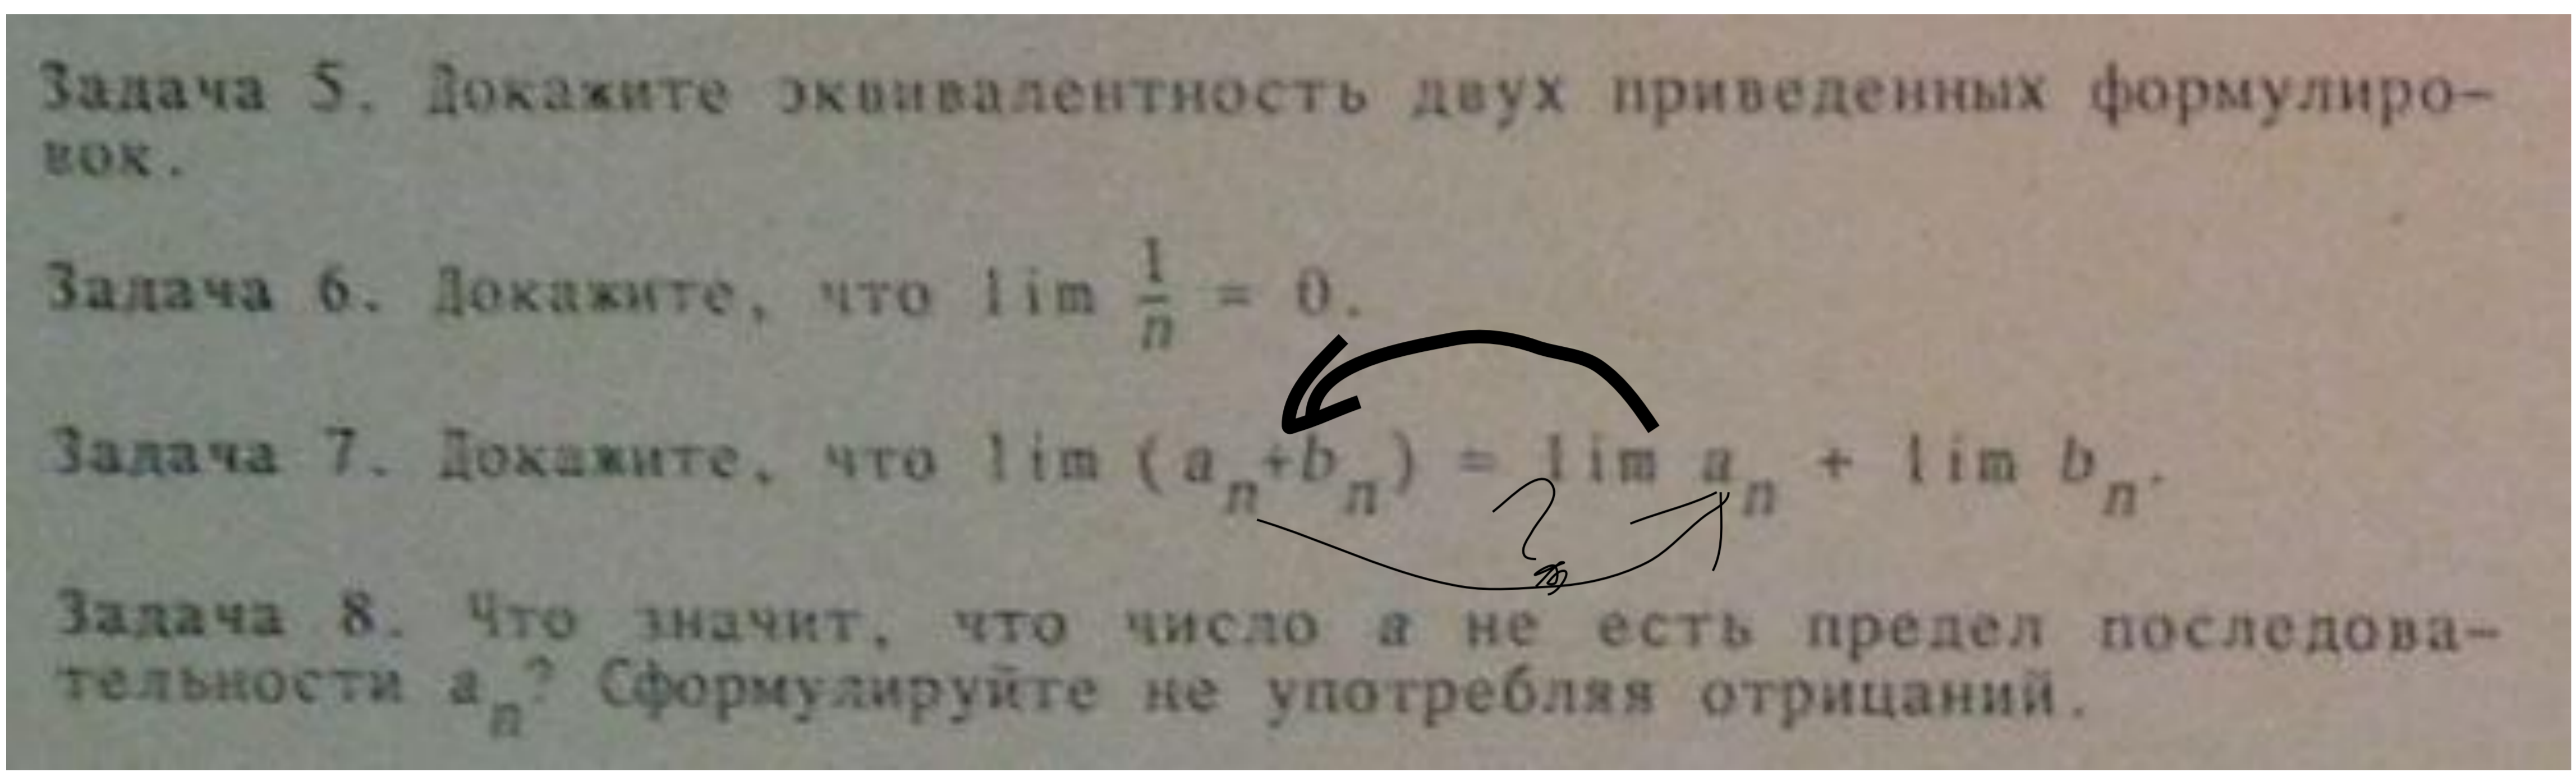 Задача 5. Докажите эквивалентность двух приведенных формулиро-
вок.
Задача 6. Докажите, что lim 1/n = 0.
Задача 7. Докажите, что lim (a_n+b_n) = lim a_n + lim b_n.
?
Задача 8. Что значит, что число a не есть предел последова-
тельности a_n? Сформулируйте не употребляя отрицаний.